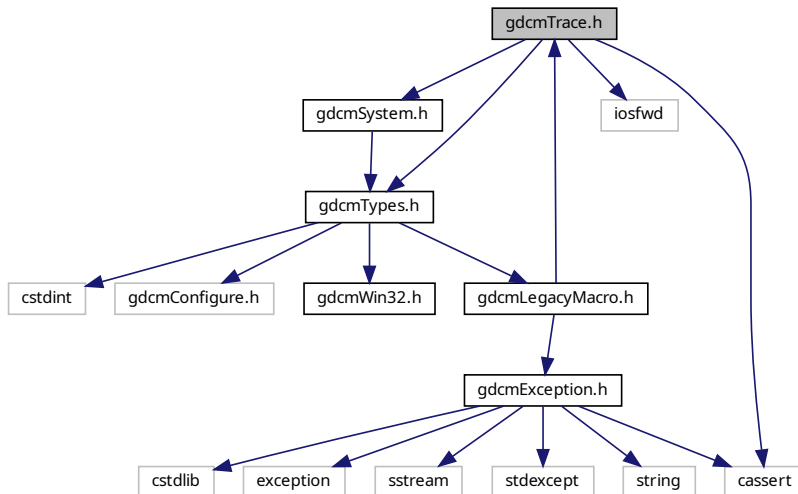 gdcmTrace.h
gdcmSystem.h
iosfwd
gdcmTypes.h
cstdint
gdcmConfigure.h
gdcmWin32.h
gdcmLegacyMacro.h
gdcmException.h
cstdlib
exception
sstream
stdexcept
string
cassert